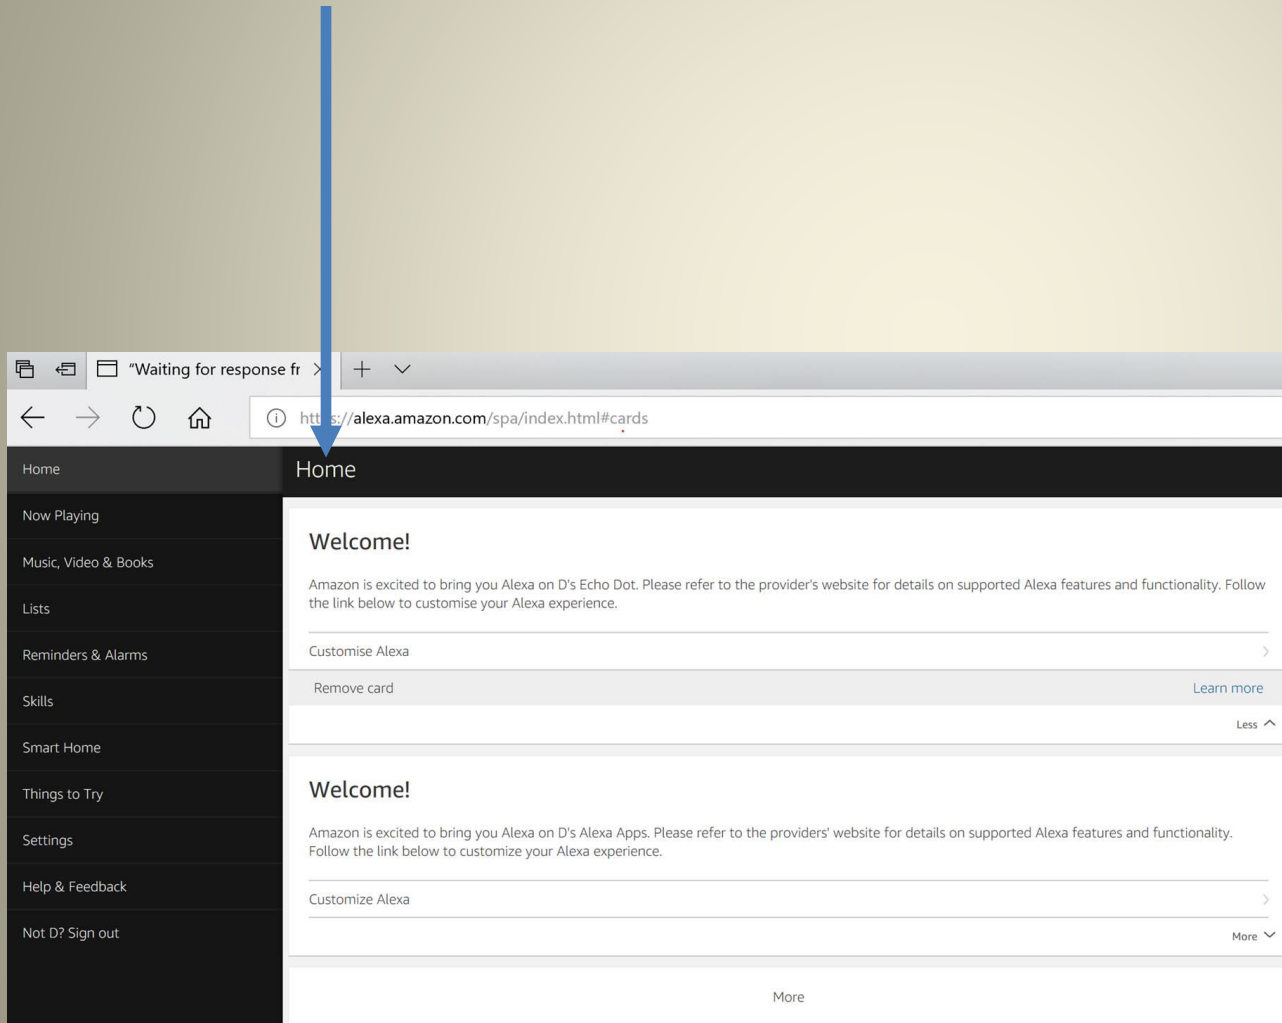 "Waiting for response fr
https://alexa.amazon.com/spa/index.html#cards
Home
Now Playing
Music, Video & Books
Lists
Reminders & Alarms
Skills
Smart Home
Things to Try
Settings
Help & Feedback
Not D? Sign out
Home
Welcome!
Amazon is excited to bring you Alexa on D's Echo Dot. Please refer to the provider's website for details on supported Alexa features and functionality. Follow
the link below to customise your Alexa experience.
Customise Alexa
Remove card Learn more
Less
Welcome!
Amazon is excited to bring you Alexa on D's Alexa Apps. Please refer to the providers' website for details on supported Alexa features and functionality.
Follow the link below to customize your Alexa experience.
Customize Alexa
More
More